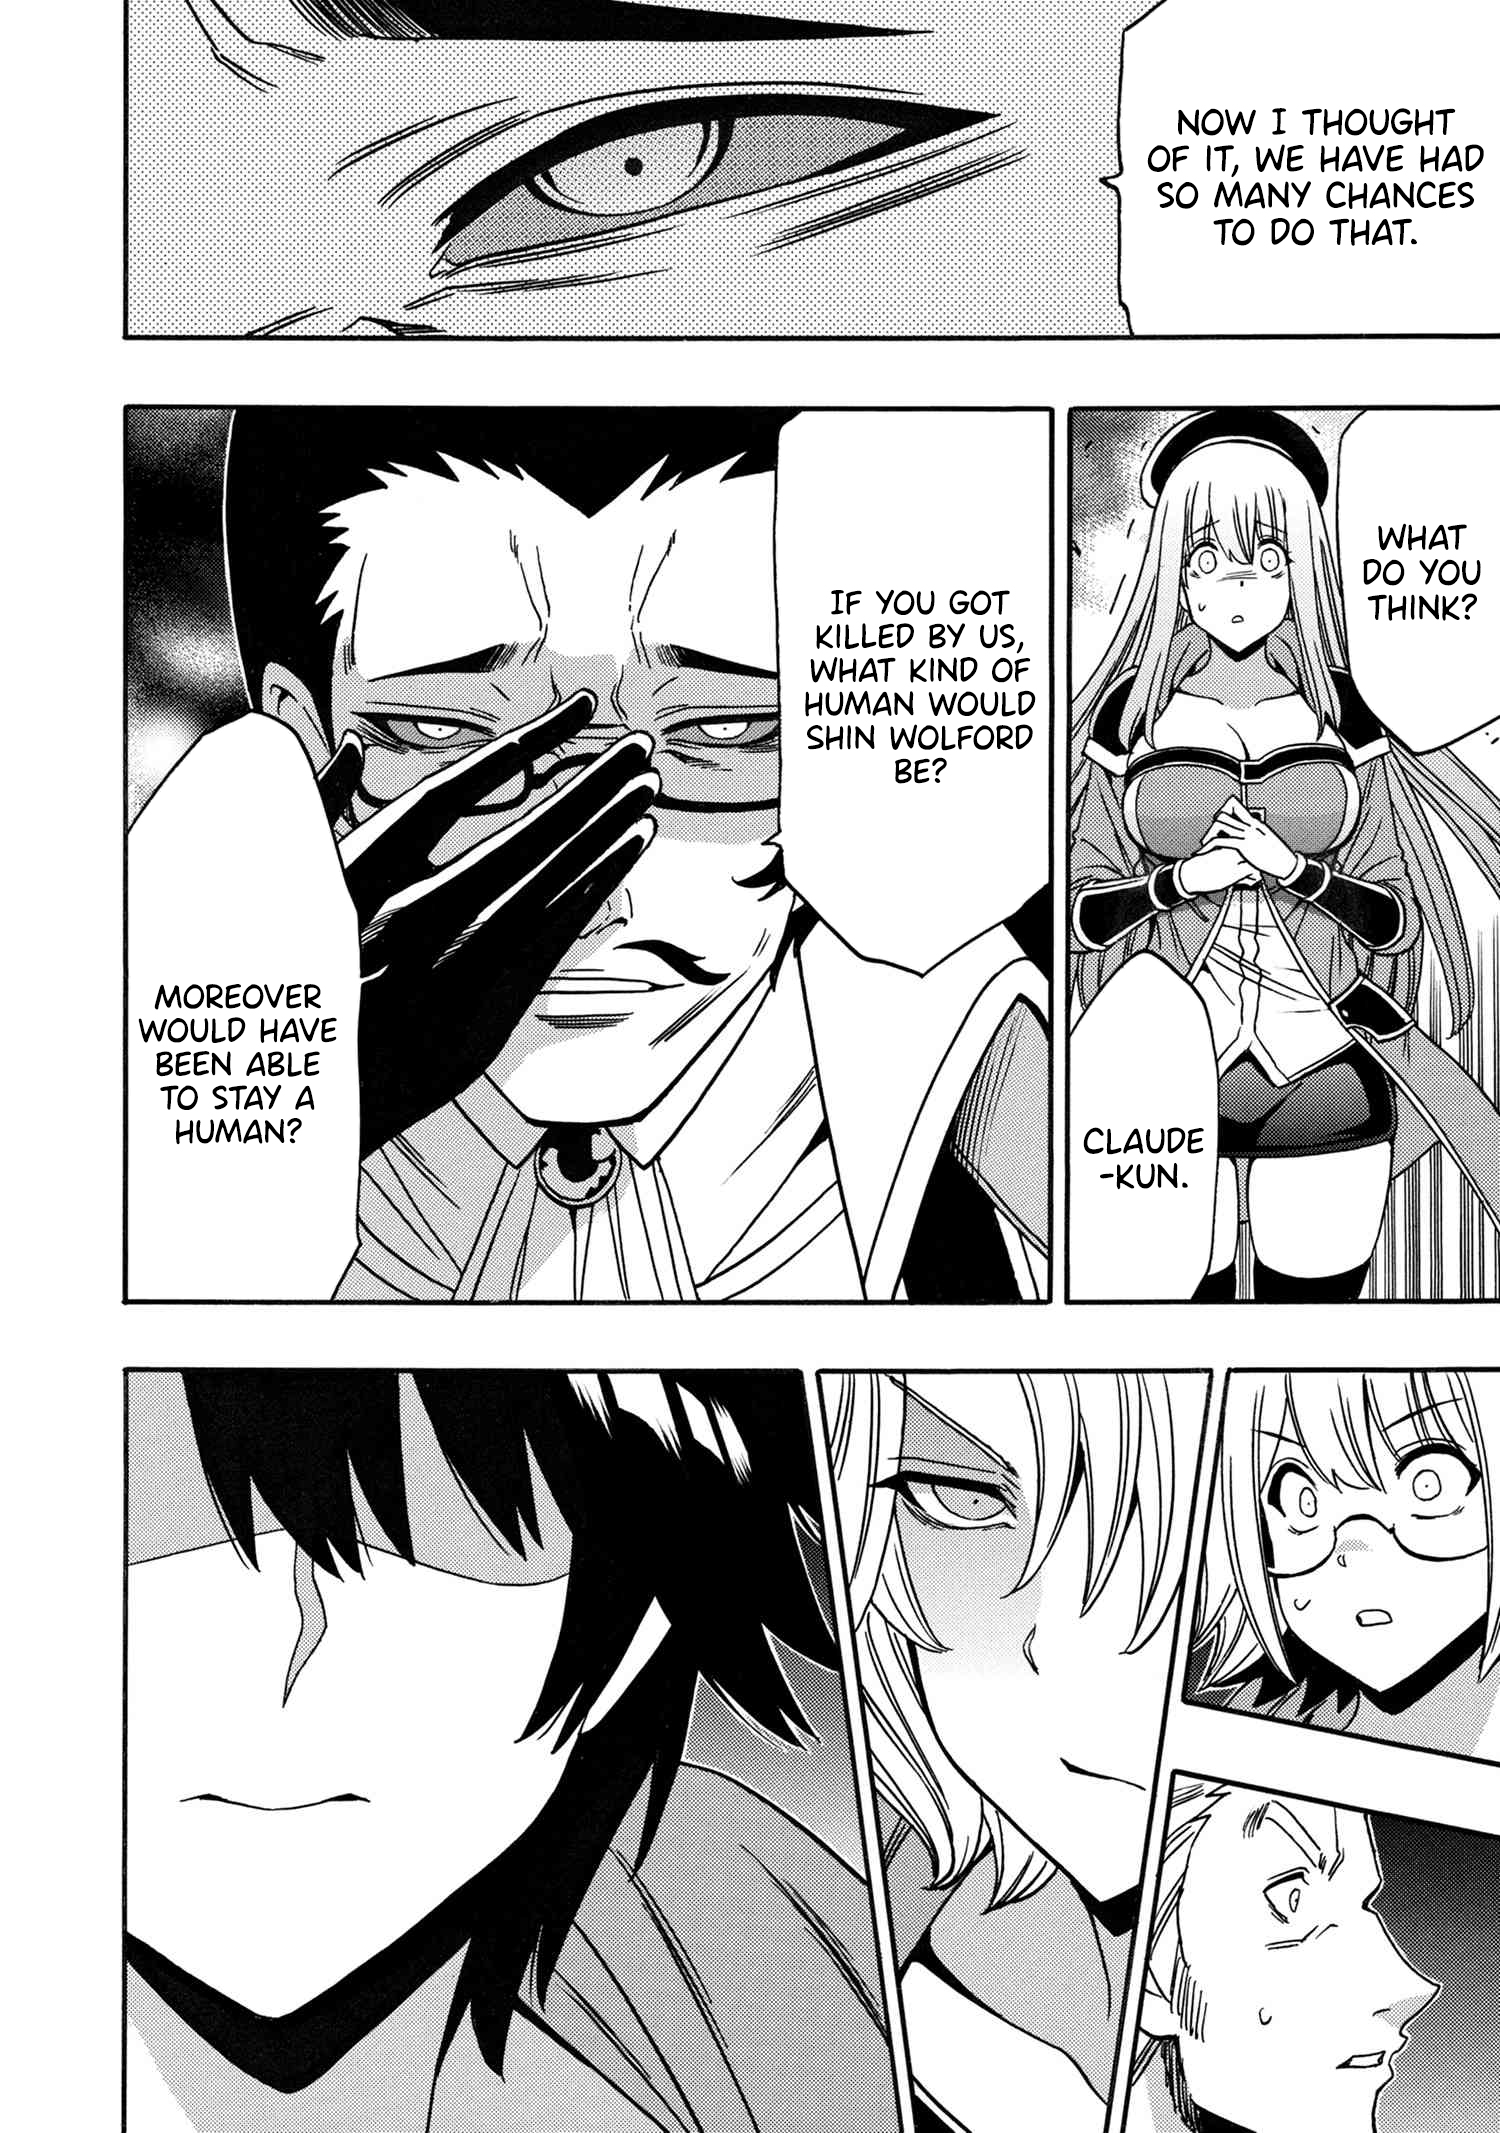 NOW I THOUGHT
OF IT, WE HAVE HAD
SO MANY CHANCES
TO DO THAT.
WHAT
DO YOU
THINK?
CLAUDE
-KUN.
IF YOU GOT
KILLED BY US,
WHAT KIND OF
HUMAN WOULD
SHIN WOLFORD
BE?
MOREOVER
WOULD HAVE
BEEN ABLE
TO STAY A
HUMAN?